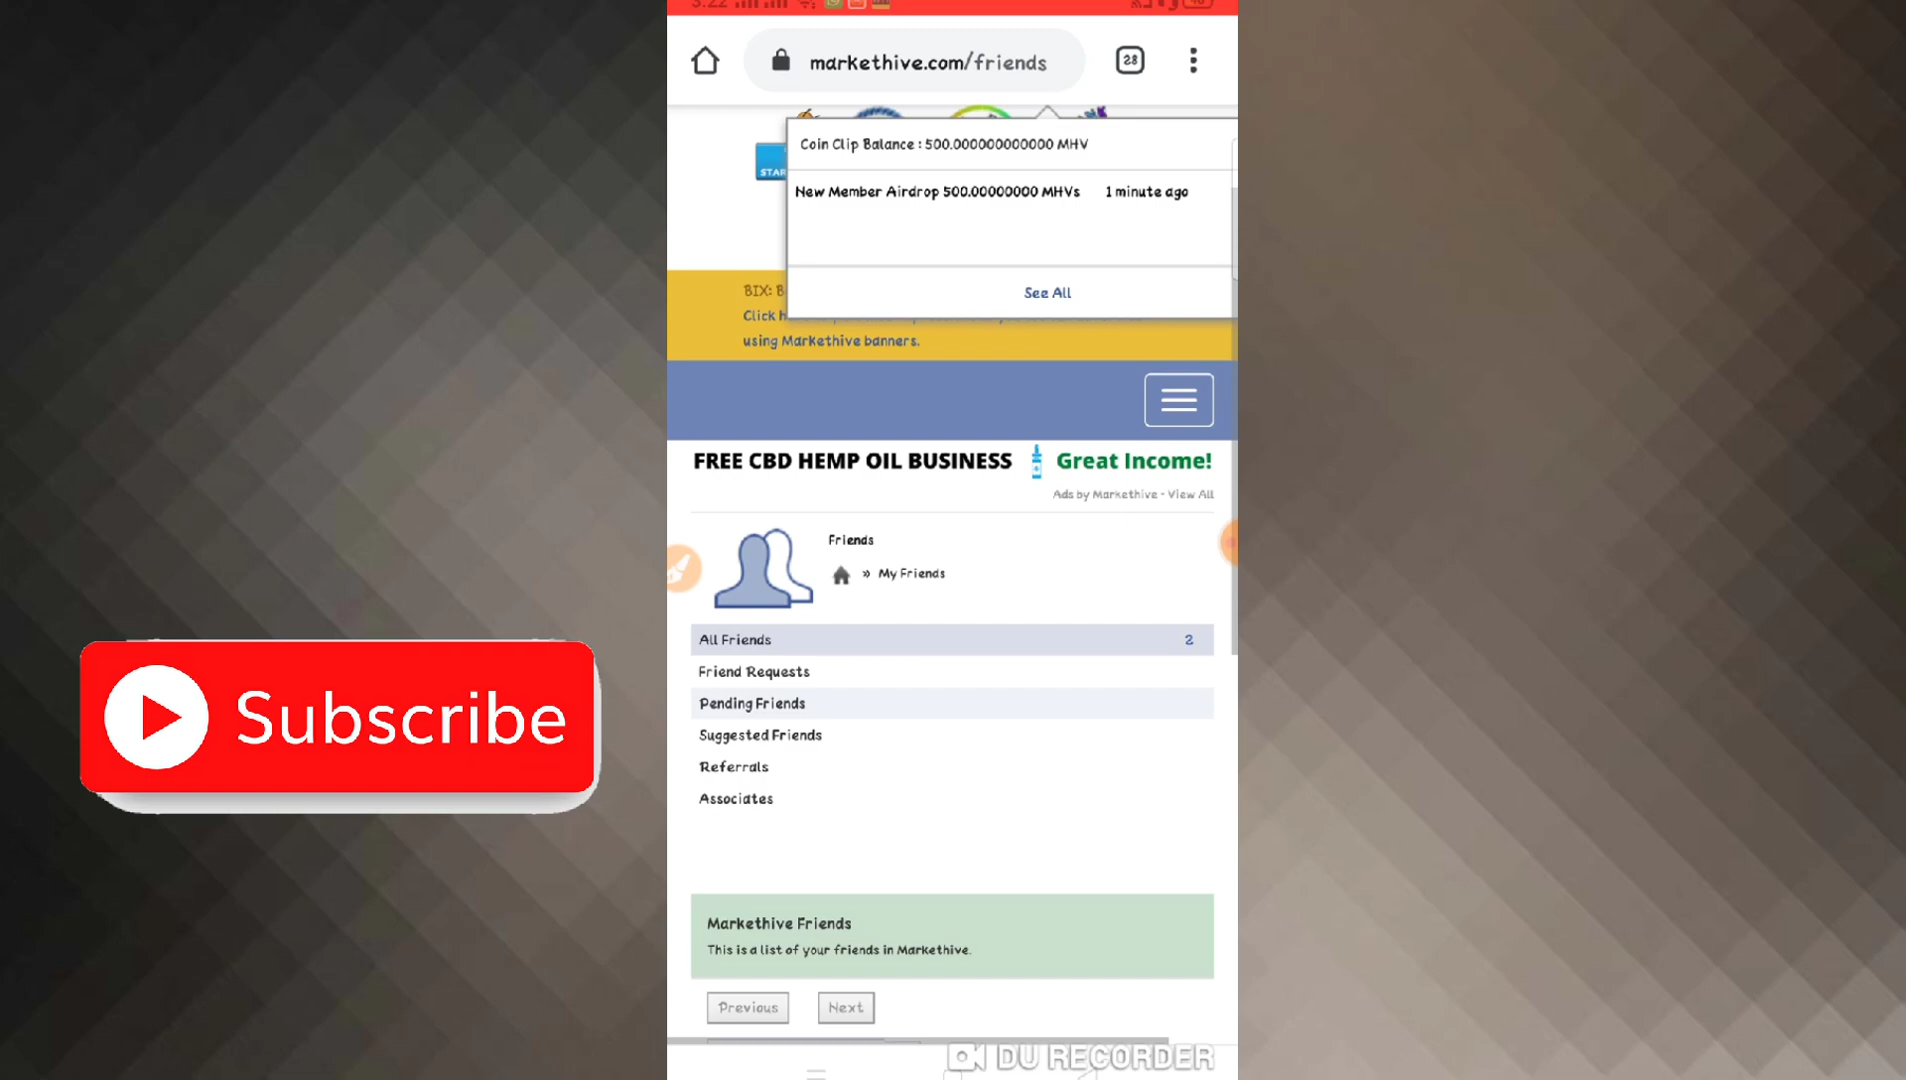 3:22
markethive.com/friends
28
Coin Clip Balance : 500.000000000000 MHV
STAR
New Member Airdrop 500.00000000 MHVs 1 minute ago
See All
BIX: B
Click h
using Markethive banners.
FREE CBD HEMP OIL BUSINESS Great Income!
Ads by Markethive - View All
Friends
» My Friends
All Friends 2
Friend Requests
Pending Friends
Suggested Friends
Referrals
Associates
Subscribe
Markethive Friends
This is a list of your friends in Markethive.
Previous Next
DU RECORDER